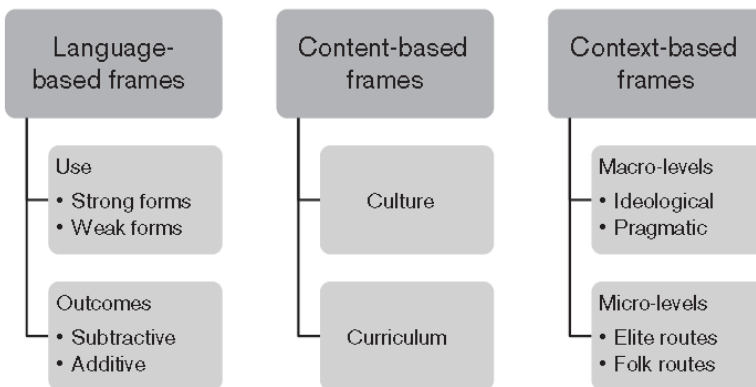 Language-
based frames
Use
• Strong forms
• Weak forms
Outcomes
• Subtractive
• Additive
Content-based
frames
Culture
Curriculum
Context-based
frames
Macro-levels
• Ideological
• Pragmatic
Micro-levels
• Elite routes
• Folk routes